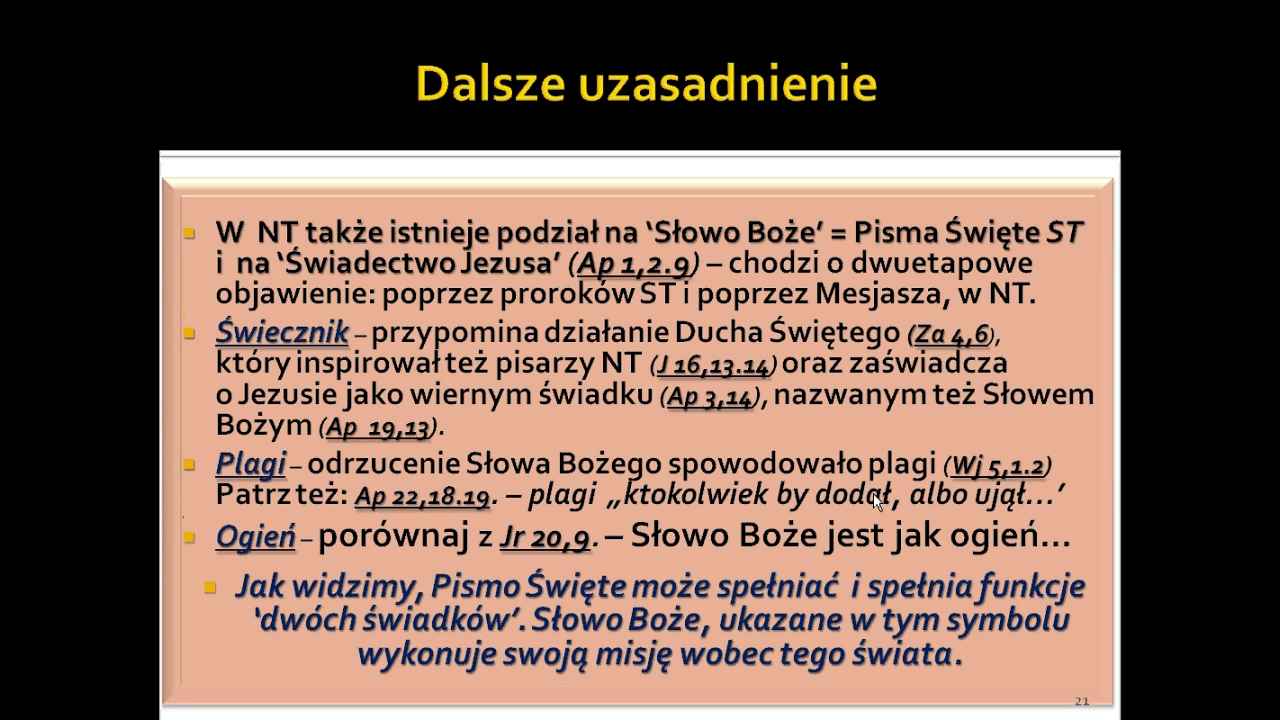 Dalsze uzasadnienie
W NT także istnieje podział na ‘Słowo Boże’ = Pisma Święte ST
i na ‘Świadectwo Jezusa’ (Ap 1,2.9) – chodzi o dwuetapowe
objawienie: poprzez proroków ST i poprzez Mesjasza, w NT.
Świecznik – przypomina działanie Ducha Świętego (Za 4,6),
który inspirował też pisarzy NT (J 16,13.14) oraz zaświadcza
o Jezusie jako wiernym świadku (Ap 3,14), nazwanym też Słowem
Bożym (Ap 19,13).
Plagi – odrzucenie Słowa Bożego spowodowało plagi (Wj 5,1.2)
Patrz też: Ap 22,18.19. – plagi „ktokolwiek by dodał, albo ujął...’
Ogień – porównaj z Jr 20,9. – Słowo Boże jest jak ogień...
Jak widzimy, Pismo Święte może spełniać i spełnia funkcje
‘dwóch świadków’. Słowo Boże, ukazane w tym symbolu
wykonuje swoją misję wobec tego świata.
21